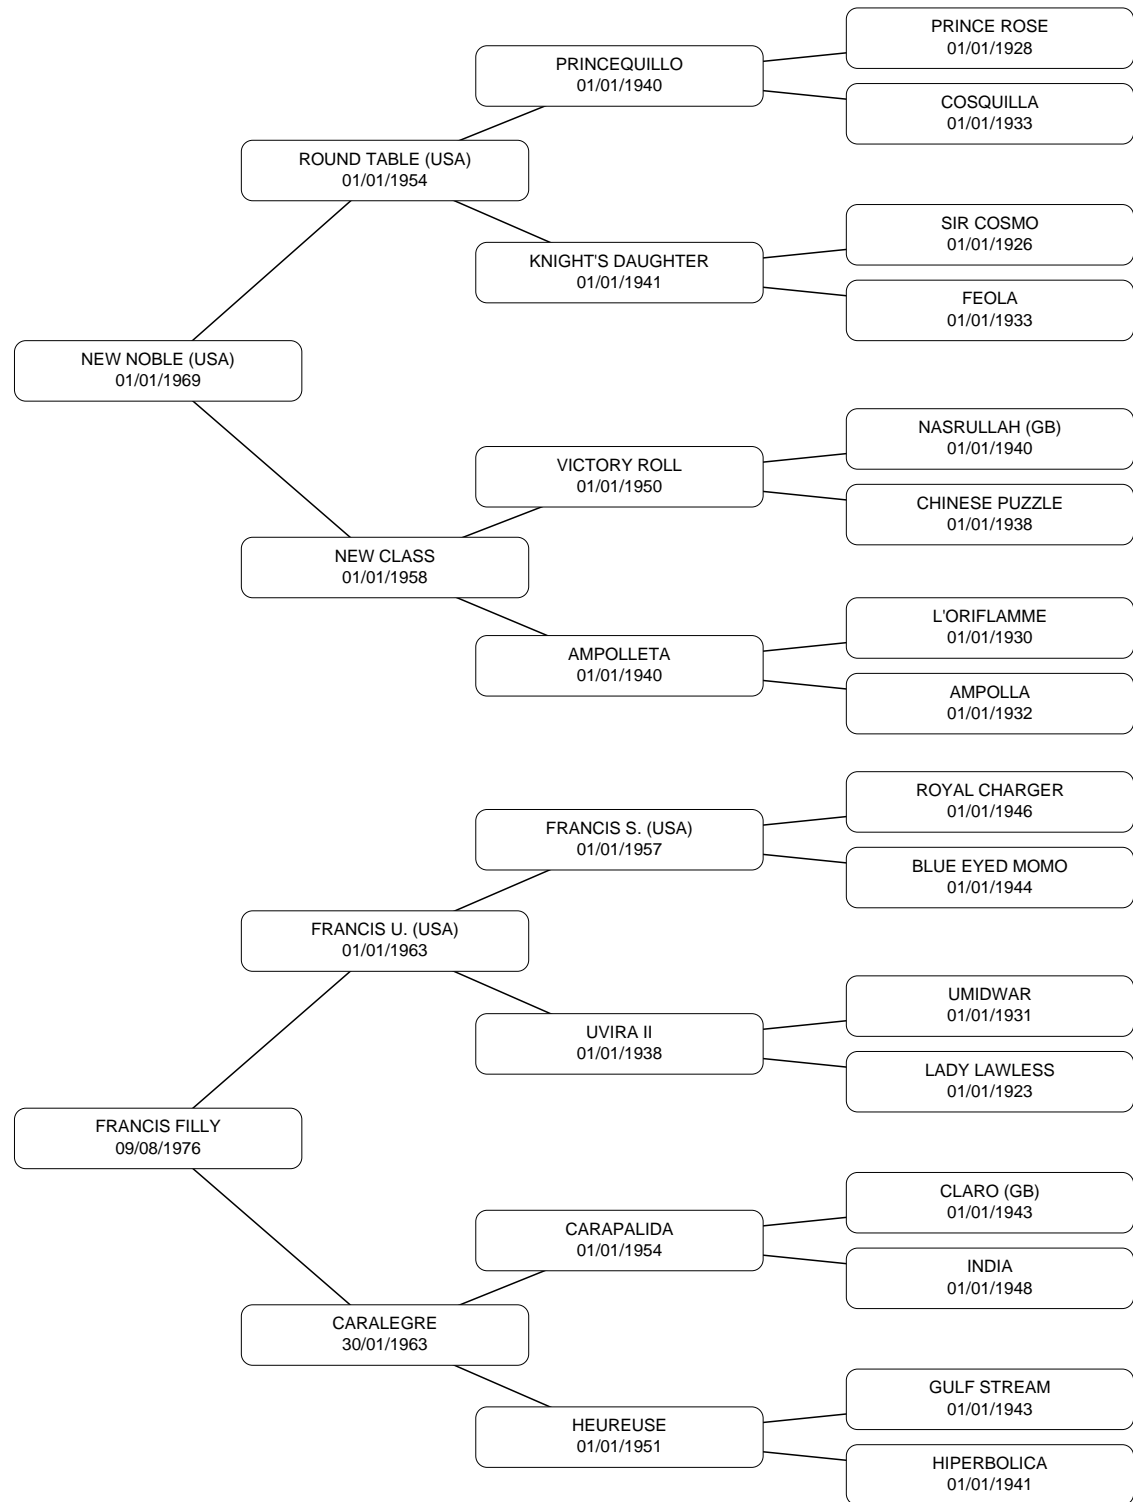 PRINCE ROSE
01/01/1928
PRINCEQUILLO
01/01/1940
COSQUILLA
01/01/1933
ROUND TABLE (USA)
01/01/1954
SIR COSMO
01/01/1926
KNIGHT'S DAUGHTER
01/01/1941
FEOLA
01/01/1933
NEW NOBLE (USA)
01/01/1969
NASRULLAH (GB)
01/01/1940
VICTORY ROLL
01/01/1950
CHINESE PUZZLE
01/01/1938
NEW CLASS
01/01/1958
L'ORIFLAMME
01/01/1930
AMPOLLETA
01/01/1940
AMPOLLA
01/01/1932
ROYAL CHARGER
01/01/1946
FRANCIS S. (USA)
01/01/1957
BLUE EYED MOMO
01/01/1944
FRANCIS U. (USA)
01/01/1963
UMIDWAR
01/01/1931
UVIRA II
01/01/1938
LADY LAWLESS
01/01/1923
FRANCIS FILLY
09/08/1976
CLARO (GB)
01/01/1943
CARAPALIDA
01/01/1954
INDIA
01/01/1948
CARALEGRE
30/01/1963
GULF STREAM
01/01/1943
HEUREUSE
01/01/1951
HIPERBOLICA
01/01/1941